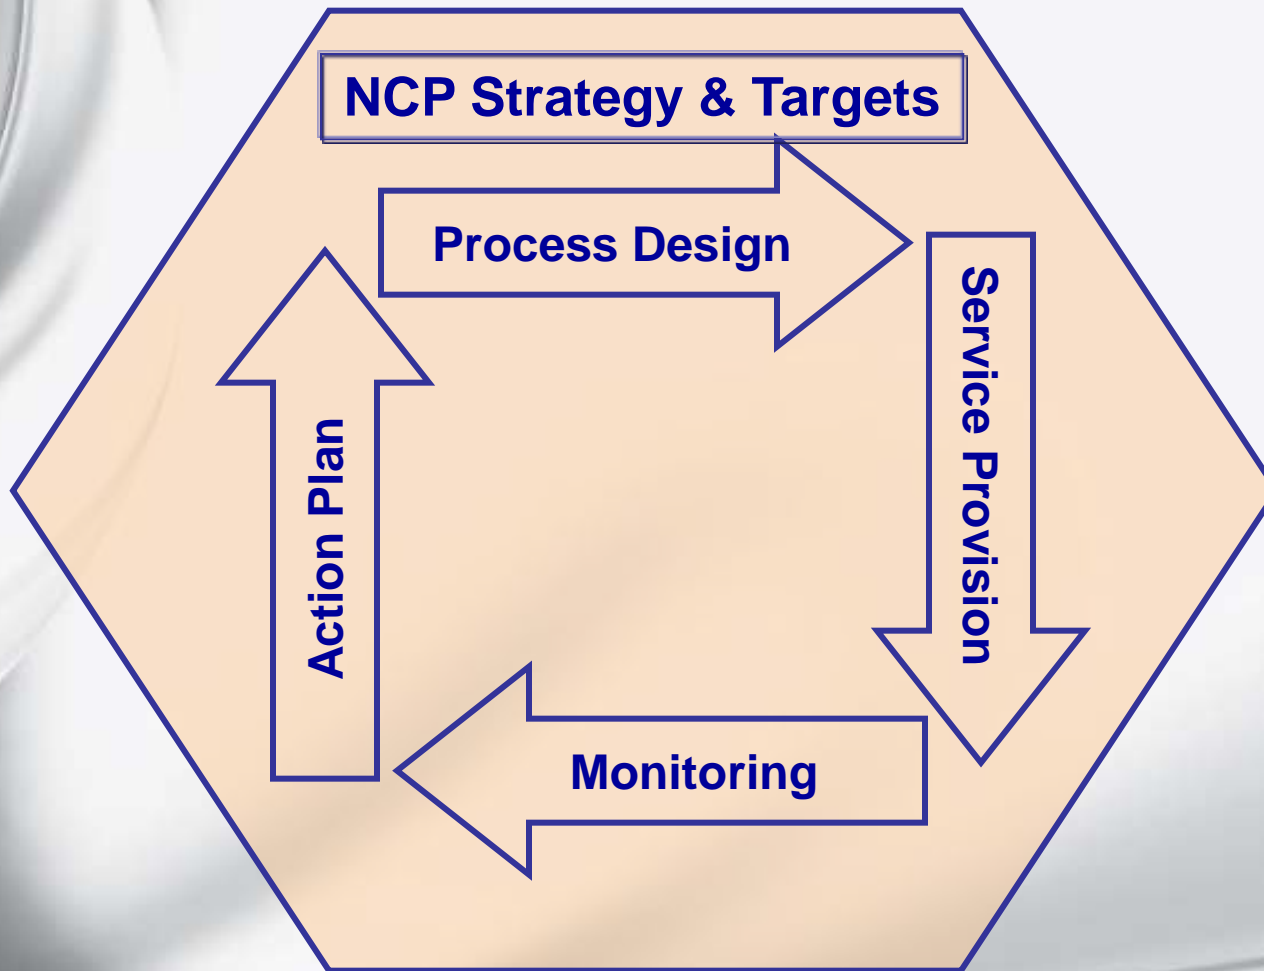 NCP Strategy & Targets
Process Design
Service Provision
Monitoring
Action Plan